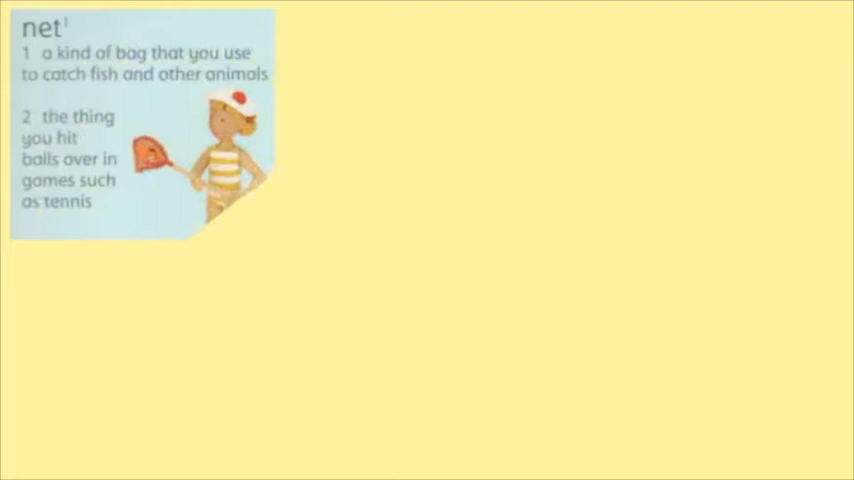 net¹
1 a kind of bag that you use
to catch fish and other animals
2 the thing
you hit
balls over in
games such
as tennis